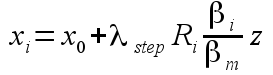 x_i = x_0 + λ_step R_i β_i/β_m z